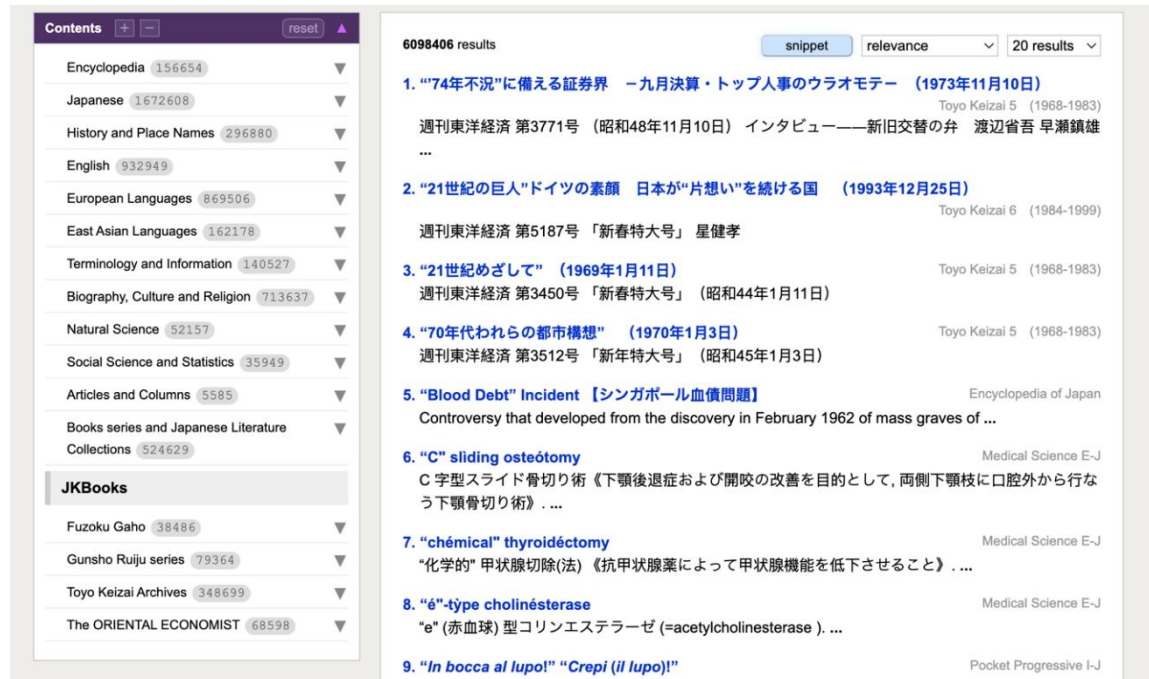 Contents + − reset ▲
Encyclopedia 156654 ▼
Japanese 1672608 ▼
History and Place Names 296880 ▼
English 932949 ▼
European Languages 869506 ▼
East Asian Languages 162178 ▼
Terminology and Information 140527 ▼
Biography, Culture and Religion 713637 ▼
Natural Science 52157 ▼
Social Science and Statistics 35949 ▼
Articles and Columns 5585 ▼
Books series and Japanese Literature ▼
Collections 524629
JKBooks
Fuzoku Gaho 38486 ▼
Gunsho Ruiju series 79364 ▼
Toyo Keizai Archives 348699 ▼
The ORIENTAL ECONOMIST 68598 ▼
6098406 results snippet relevance 20 results
1. “’74年不況”に備える証券界　－九月決算・トップ人事のウラオモテー　（1973年11月10日）
Toyo Keizai 5　(1968-1983)
週刊東洋経済 第3771号 （昭和48年11月10日） インタビュー――新旧交替の弁　渡辺省吾 早瀬鎮雄
...
2. “21世紀の巨人”ドイツの素顔　日本が“片想い”を続ける国　（1993年12月25日）
Toyo Keizai 6　(1984-1999)
週刊東洋経済 第5187号 「新春特大号」 星健孝
3. “21世紀めざして” （1969年1月11日） Toyo Keizai 5　(1968-1983)
週刊東洋経済 第3450号 「新春特大号」（昭和44年1月11日）
4. “70年代われらの都市構想”　（1970年1月3日） Toyo Keizai 5　(1968-1983)
週刊東洋経済 第3512号 「新年特大号」（昭和45年1月3日）
5. “Blood Debt” Incident 【シンガポール血債問題】 Encyclopedia of Japan
Controversy that developed from the discovery in February 1962 of mass graves of ...
6. “C" slìding osteótomy Medical Science E-J
C 字型スライド骨切り術《下顎後退症および開咬の改善を目的として, 両側下顎枝に口腔外から行な
う下顎骨切り術》. ...
7. “chémical" thyroidéctomy Medical Science E-J
“化学的" 甲状腺切除(法) 《抗甲状腺薬によって甲状腺機能を低下させること》. ...
8. “é"-tỳpe cholinésterase Medical Science E-J
“e" (赤血球) 型コリンエステラーゼ (=acetylcholinesterase ). ...
9. “In bocca al lupo!” “Crepi (il lupo)!” Pocket Progressive I-J